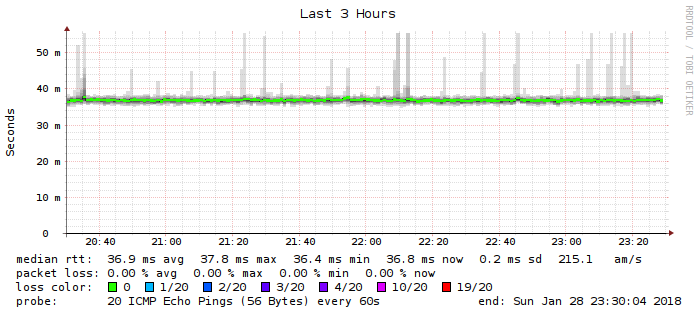 Last 3 Hours
RRDTOOL / TOBI OETIKER
Seconds
50 m
40 m
30 m
20 m
10 m
0
20:40 21:00 21:20 21:40 22:00 22:20 22:40 23:00 23:20
median rtt: 36.9 ms avg 37.8 ms max 36.4 ms min 36.8 ms now 0.2 ms sd 215.1 am/s
packet loss: 0.00 % avg 0.00 % max 0.00 % min 0.00 % now
loss color: 0 1/20 2/20 3/20 4/20 10/20 19/20
probe: 20 ICMP Echo Pings (56 Bytes) every 60s end: Sun Jan 28 23:30:04 2018